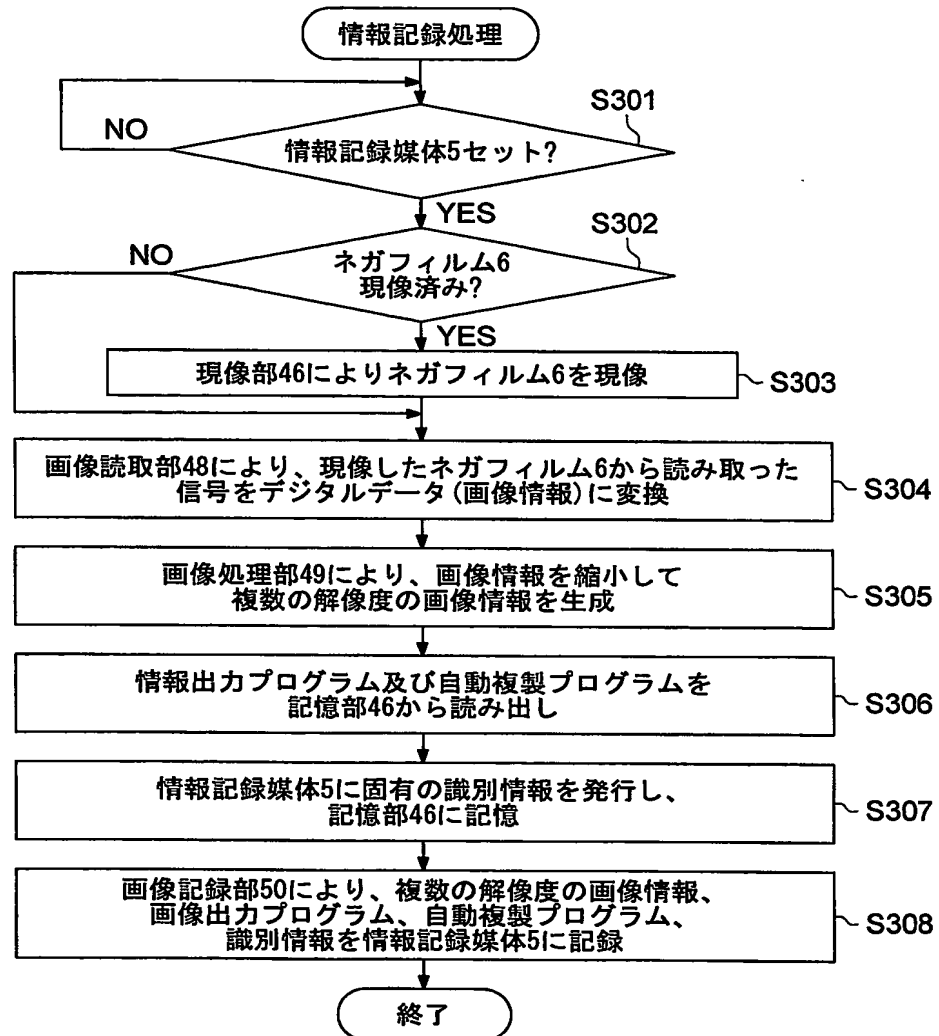 情報記録処理
S301
NO
情報記録媒体5セット?
YES
S302
NO
ネガフィルム6
現像済み?
YES
現像部46によりネガフィルム6を現像
S303
画像読取部48により、現像したネガフィルム6から読み取った
信号をデジタルデータ(画像情報)に変換
S304
画像処理部49により、画像情報を縮小して
複数の解像度の画像情報を生成
S305
情報出力プログラム及び自動複製プログラムを
記憶部46から読み出し
S306
情報記録媒体5に固有の識別情報を発行し、
記憶部46に記憶
S307
画像記録部50により、複数の解像度の画像情報、
画像出力プログラム、自動複製プログラム、
識別情報を情報記録媒体5に記録
S308
終了